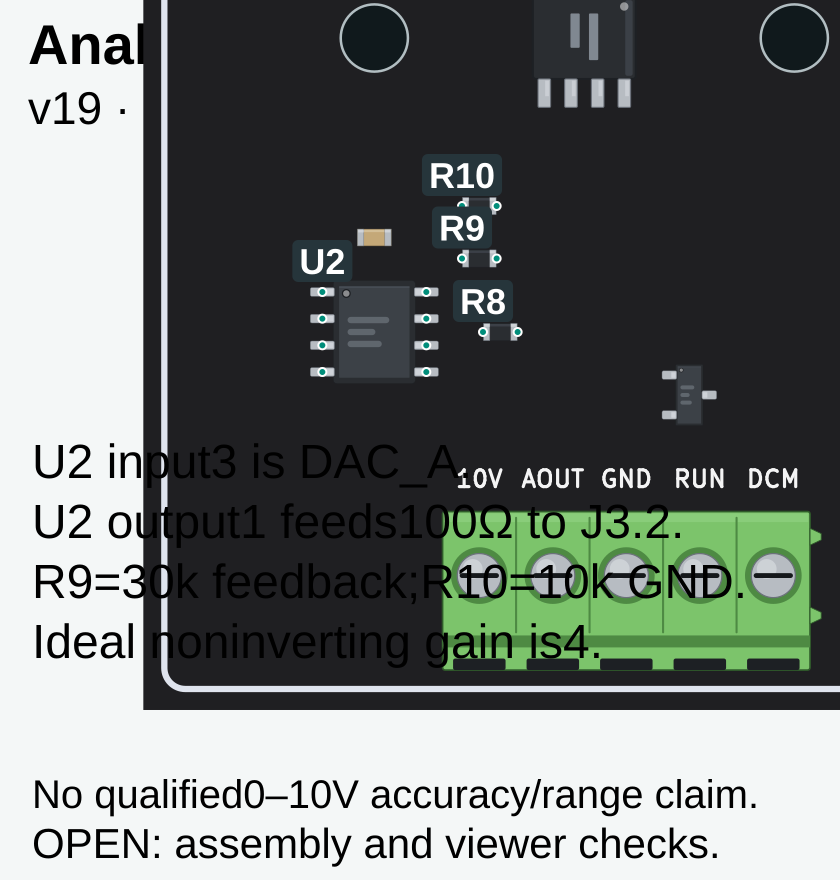 Anal
v19 ·
R10
R9
U2
R8
10V AOUT GND RUN DCM
U2 input3 is DAC_A.
U2 output1 feeds100Ω to J3.2.
R9=30k feedback;R10=10k GND.
Ideal noninverting gain is4.
No qualified0–10V accuracy/range claim.
OPEN: assembly and viewer checks.